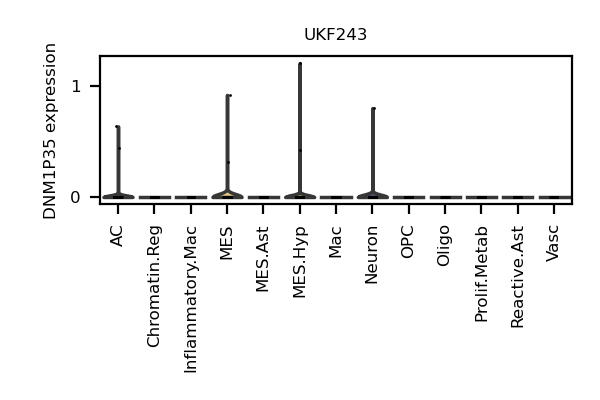 UKF243
DNM1P35 expression
1
0
AC
Chromatin.Reg
Inflammatory.Mac
MES
MES.Ast
MES.Hyp
Mac
Neuron
OPC
Oligo
Prolif.Metab
Reactive.Ast
Vasc